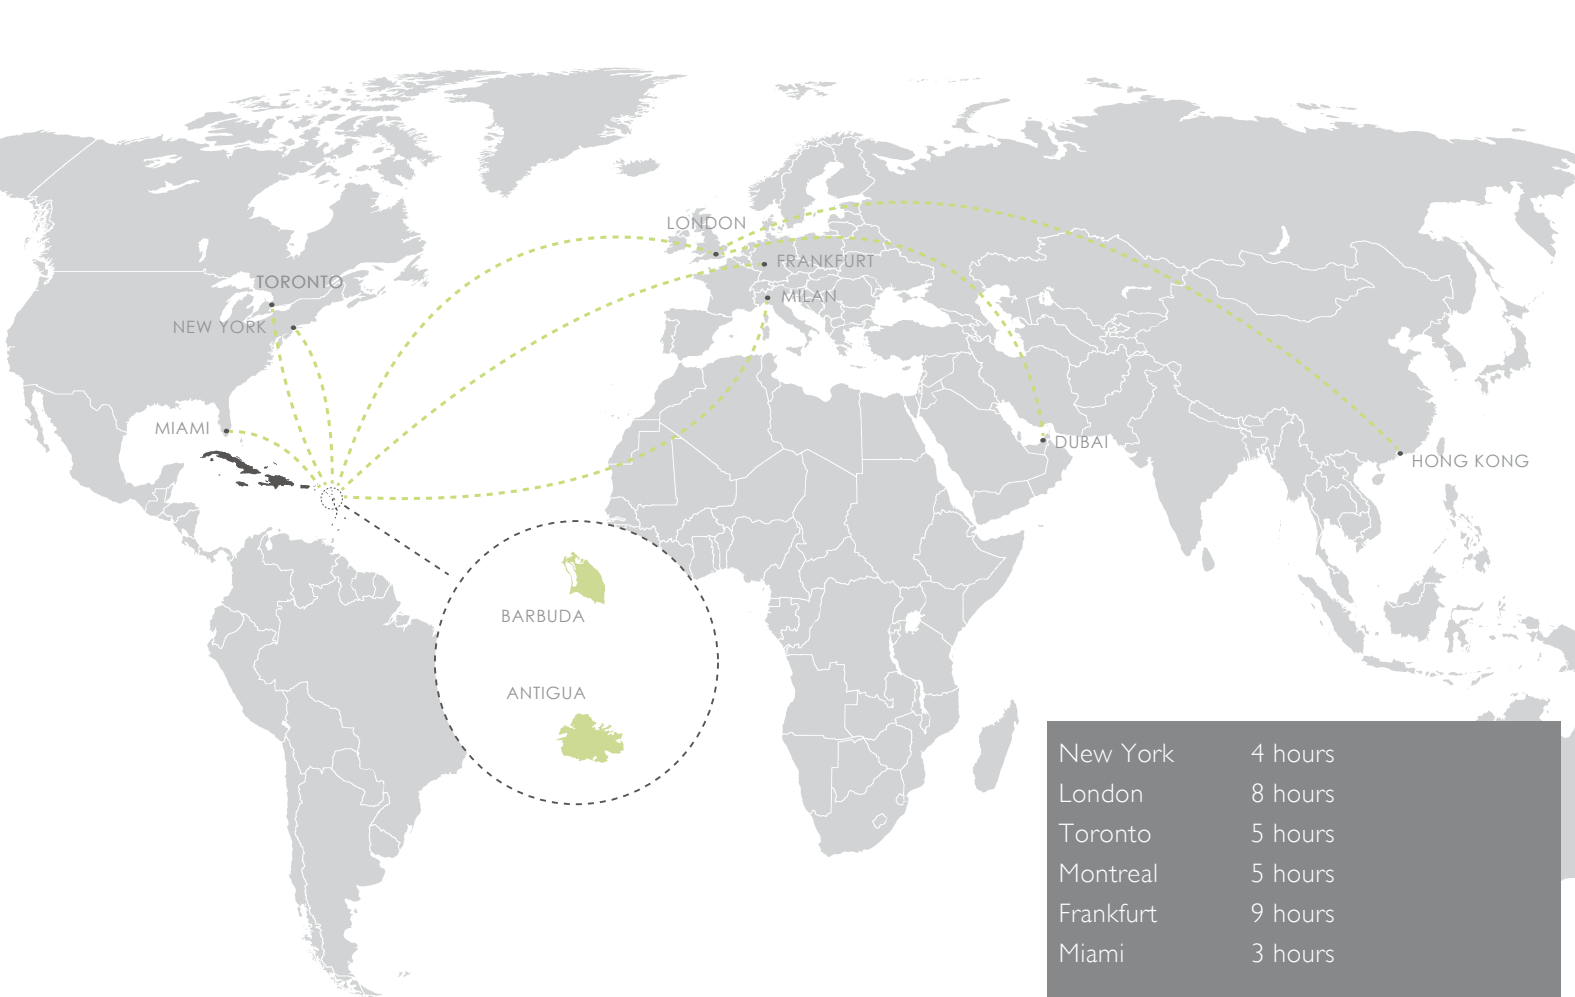 LONDON
FRANKFURT
TORONTO
MILAN
NEW YORK
MIAMI
DUBAI
HONG KONG
BARBUDA
ANTIGUA
New York 4 hours
London 8 hours
Toronto 5 hours
Montreal 5 hours
Frankfurt 9 hours
Miami 3 hours